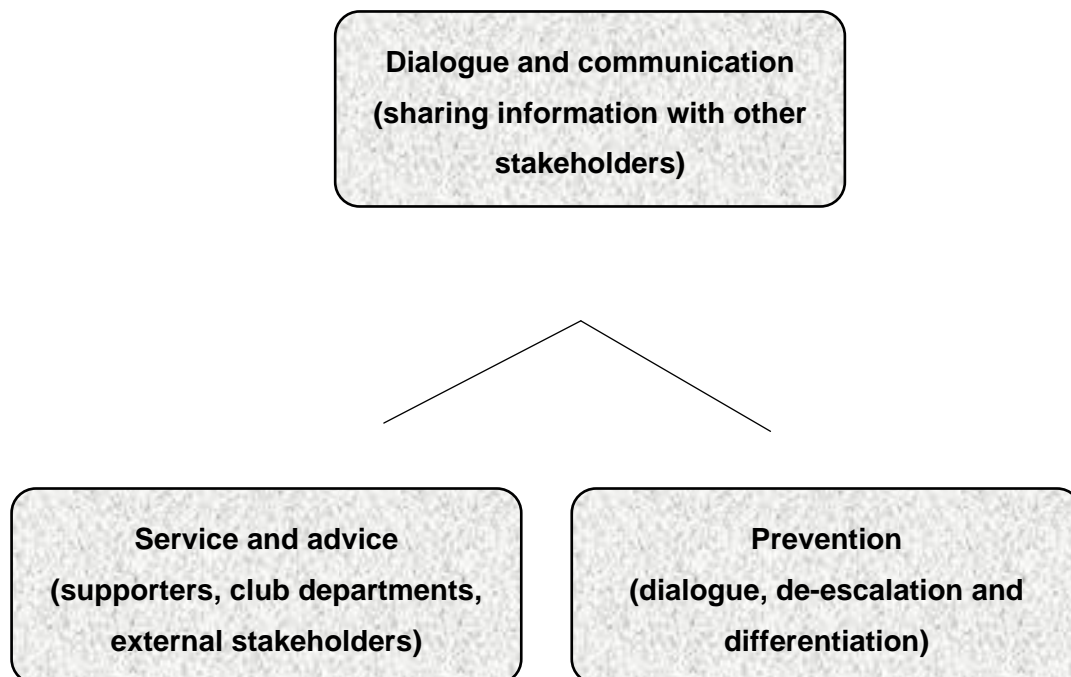 Dialogue and communication
(sharing information with other
stakeholders)
Service and advice
(supporters, club departments,
external stakeholders)
Prevention
(dialogue, de-escalation and
differentiation)